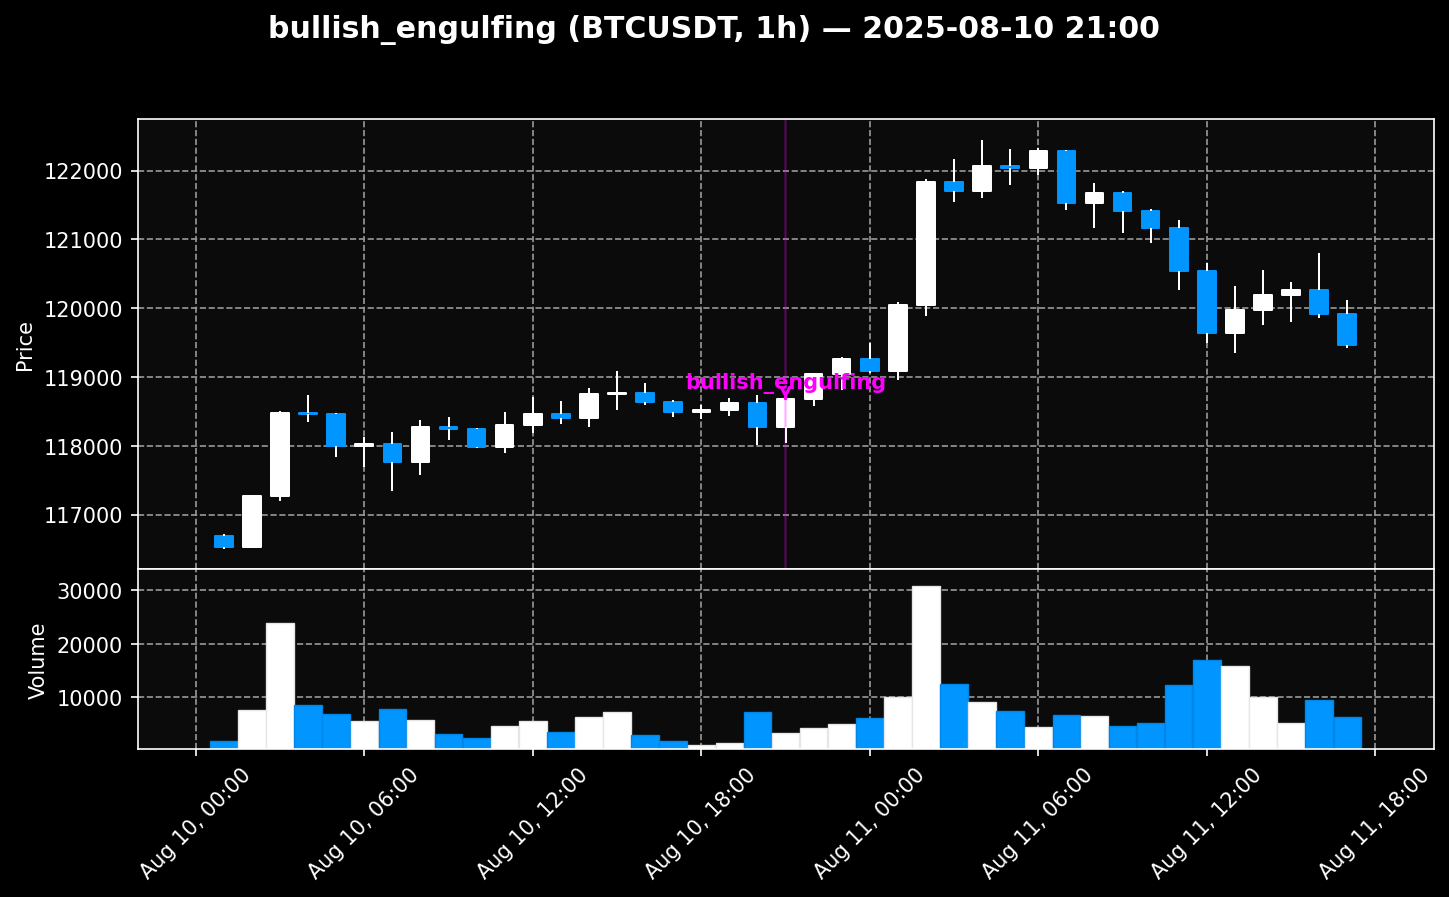 bullish_engulfing (BTCUSDT, 1h) — 2025-08-10 21:00
Price
122000
121000
120000
119000
118000
117000
bullish_engulfing
Volume
30000
20000
10000
Aug 10, 00:00
Aug 10, 06:00
Aug 10, 12:00
Aug 10, 18:00
Aug 11, 00:00
Aug 11, 06:00
Aug 11, 12:00
Aug 11, 18:00